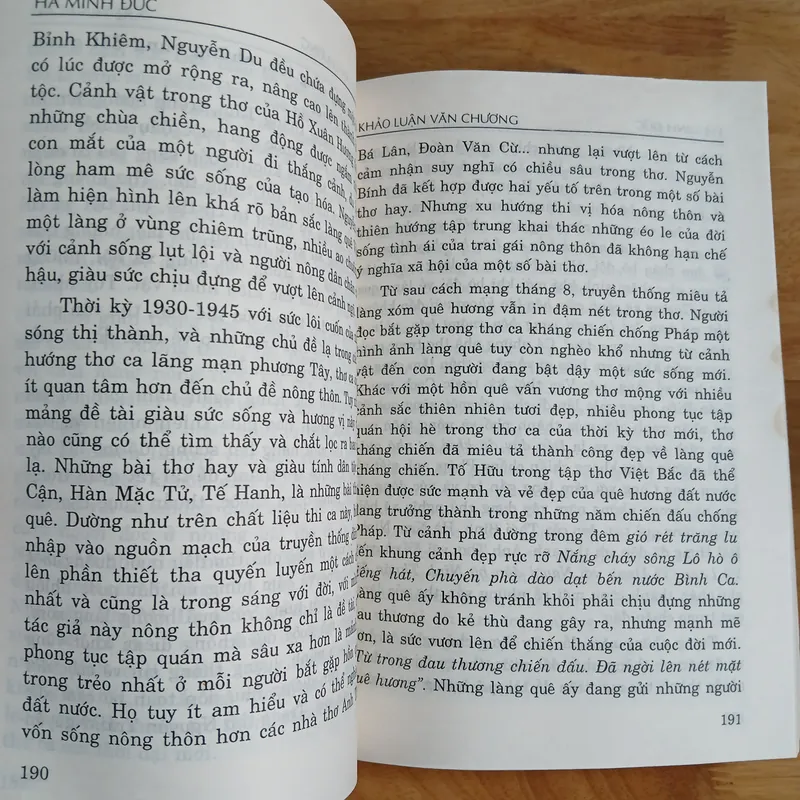 HÀ MINH ĐỨC
Bỉnh Khiêm, Nguyễn Du đều chứa đựng
có lúc được mở rộng ra, nâng cao lên thành
tộc. Cảnh vật trong thơ của Hồ Xuân Hương
những chùa chiền, hang động được ngắm
con mắt của một người đi thắng cảnh,
lòng ham mê sức sống của tạo hóa.
làm hiện hình lên khá rõ bản sắc làng quê
một làng ở vùng chiêm trũng, nhiều ao
với cảnh sống lụt lội và người nông dân
hậu, giàu sức chịu đựng để vượt lên cảnh
Thời kỳ 1930-1945 với sức lôi cuốn của
sóng thị thành, và những chủ đề lạ trong
hướng thơ ca lãng mạn phương Tây, thơ ca
ít quan tâm hơn đến chủ đề nông thôn. Tuy
mảng đề tài giàu sức sống và hương vị này
nào cũng có thể tìm thấy và chắt lọc ra
lạ. Những bài thơ hay và giàu tính dân
Cận, Hàn Mặc Tử, Tế Hanh, là những bài
quê. Dường như trên chất liệu thi ca này,
nhập vào nguồn mạch của truyền thống
lên phần thiết tha quyến luyến một cách
nhất và cũng là trong sáng với đời, với
tác giả này nông thôn không chỉ là đề tài
phong tục tập quán mà sâu xa hơn là
trong trẻo nhất ở mỗi người bắt gặp hồn
đất nước. Họ tuy ít am hiểu và có thể
vốn sống nông thôn hơn các nhà thơ Anh
190
KHẢO LUẬN VĂN CHƯƠNG
Bá Lân, Đoàn Văn Cừ... nhưng lại vượt lên từ cách
cảm nhận suy nghĩ có chiều sâu trong thơ. Nguyễn
Bính đã kết hợp được hai yếu tố trên trong một số bài
thơ hay. Nhưng xu hướng thi vị hóa nông thôn và
thiên hướng tập trung khai thác những éo le của đời
sống tình ái của trai gái nông thôn đã không hạn chế
ý nghĩa xã hội của một số bài thơ.
Từ sau cách mạng tháng 8, truyền thống miêu tả
làng xóm quê hương vẫn in đậm nét trong thơ. Người
đọc bắt gặp trong thơ ca kháng chiến chống Pháp một
hình ảnh làng quê tuy còn nghèo khổ nhưng từ cảnh
vật đến con người đang bật dậy một sức sống mới.
Khác với một hồn quê vấn vương thơ mộng với nhiều
cảnh sắc thiên nhiên tươi đẹp, nhiều phong tục tập
quán hội hè trong thơ ca của thời kỳ thơ mới, thơ
kháng chiến đã miêu tả thành công đẹp về làng quê
kháng chiến. Tố Hữu trong tập thơ Việt Bắc đã thể
hiện được sức mạnh và vẻ đẹp của quê hương đất nước
đang trưởng thành trong những năm chiến đấu chống
Pháp. Từ cảnh phá đường trong đêm gió rét trăng lu
đến khung cảnh đẹp rực rỡ Nắng cháy sông Lô hò ô
tiếng hát, Chuyến phà dào dạt bến nước Bình Ca.
Làng quê ấy không tránh khỏi phải chịu đựng những
đau thương do kẻ thù đang gây ra, nhưng mạnh mẽ
hơn, là sức vươn lên để chiến thắng của cuộc đời mới.
Từ trong đau thương chiến đấu. Đã ngời lên nét mặt
quê hương”. Những làng quê ấy đang gửi những người
191